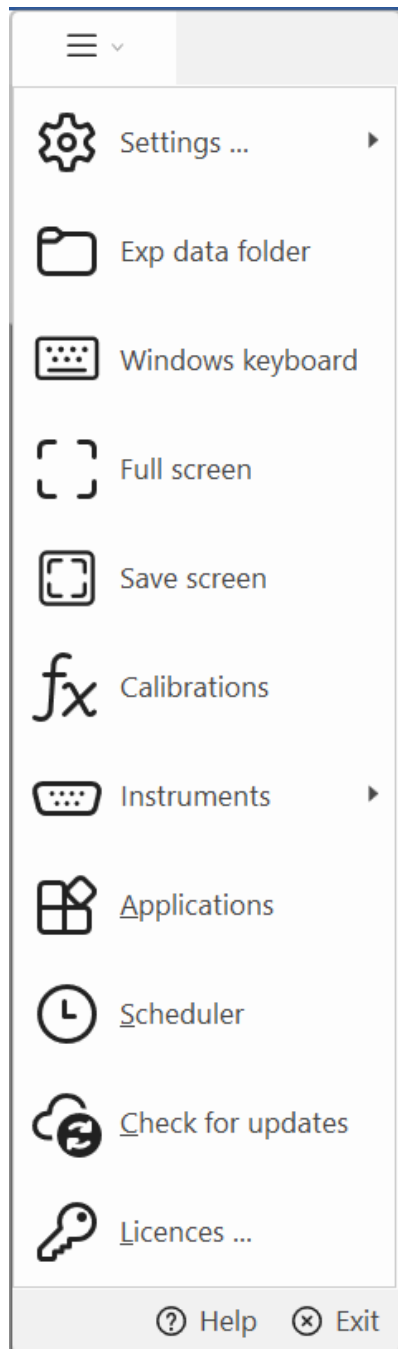 Settings ...
Exp data folder
Windows keyboard
Full screen
Save screen
fx Calibrations
Instruments
Applications
Scheduler
Check for updates
Licences ...
Help Exit